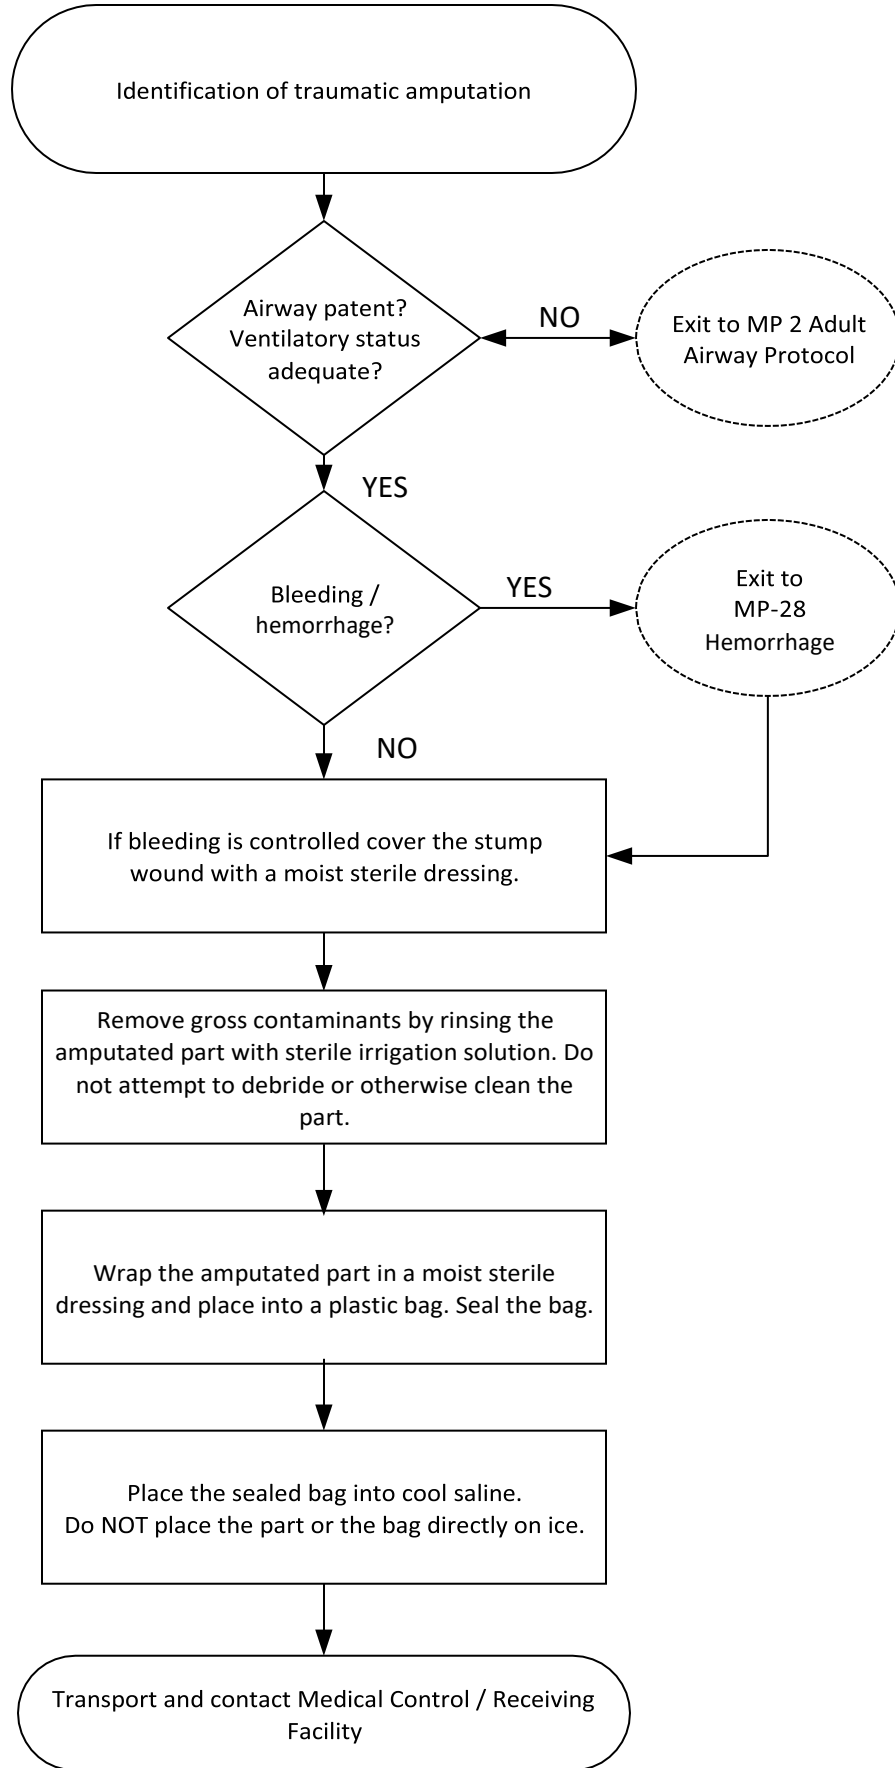 Identification of traumatic amputation
Airway patent?
Ventilatory status
adequate?
NO
Exit to MP 2 Adult
Airway Protocol
YES
Bleeding /
hemorrhage?
YES
Exit to
MP-28
Hemorrhage
NO
If bleeding is controlled cover the stump
wound with a moist sterile dressing.
Remove gross contaminants by rinsing the
amputated part with sterile irrigation solution. Do
not attempt to debride or otherwise clean the
part.
Wrap the amputated part in a moist sterile
dressing and place into a plastic bag. Seal the bag.
Place the sealed bag into cool saline.
Do NOT place the part or the bag directly on ice.
Transport and contact Medical Control / Receiving
Facility